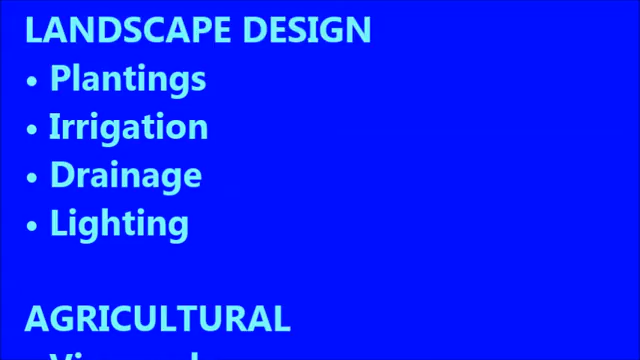 LANDSCAPE DESIGN
• Plantings
• Irrigation
• Drainage
• Lighting
AGRICULTURAL